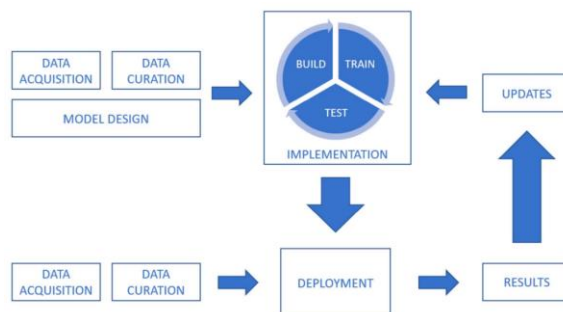 DATA
ACQUISITION
DATA
CURATION
MODEL DESIGN
BUILD
TRAIN
TEST
IMPLEMENTATION
UPDATES
DATA
ACQUISITION
DATA
CURATION
DEPLOYMENT
RESULTS